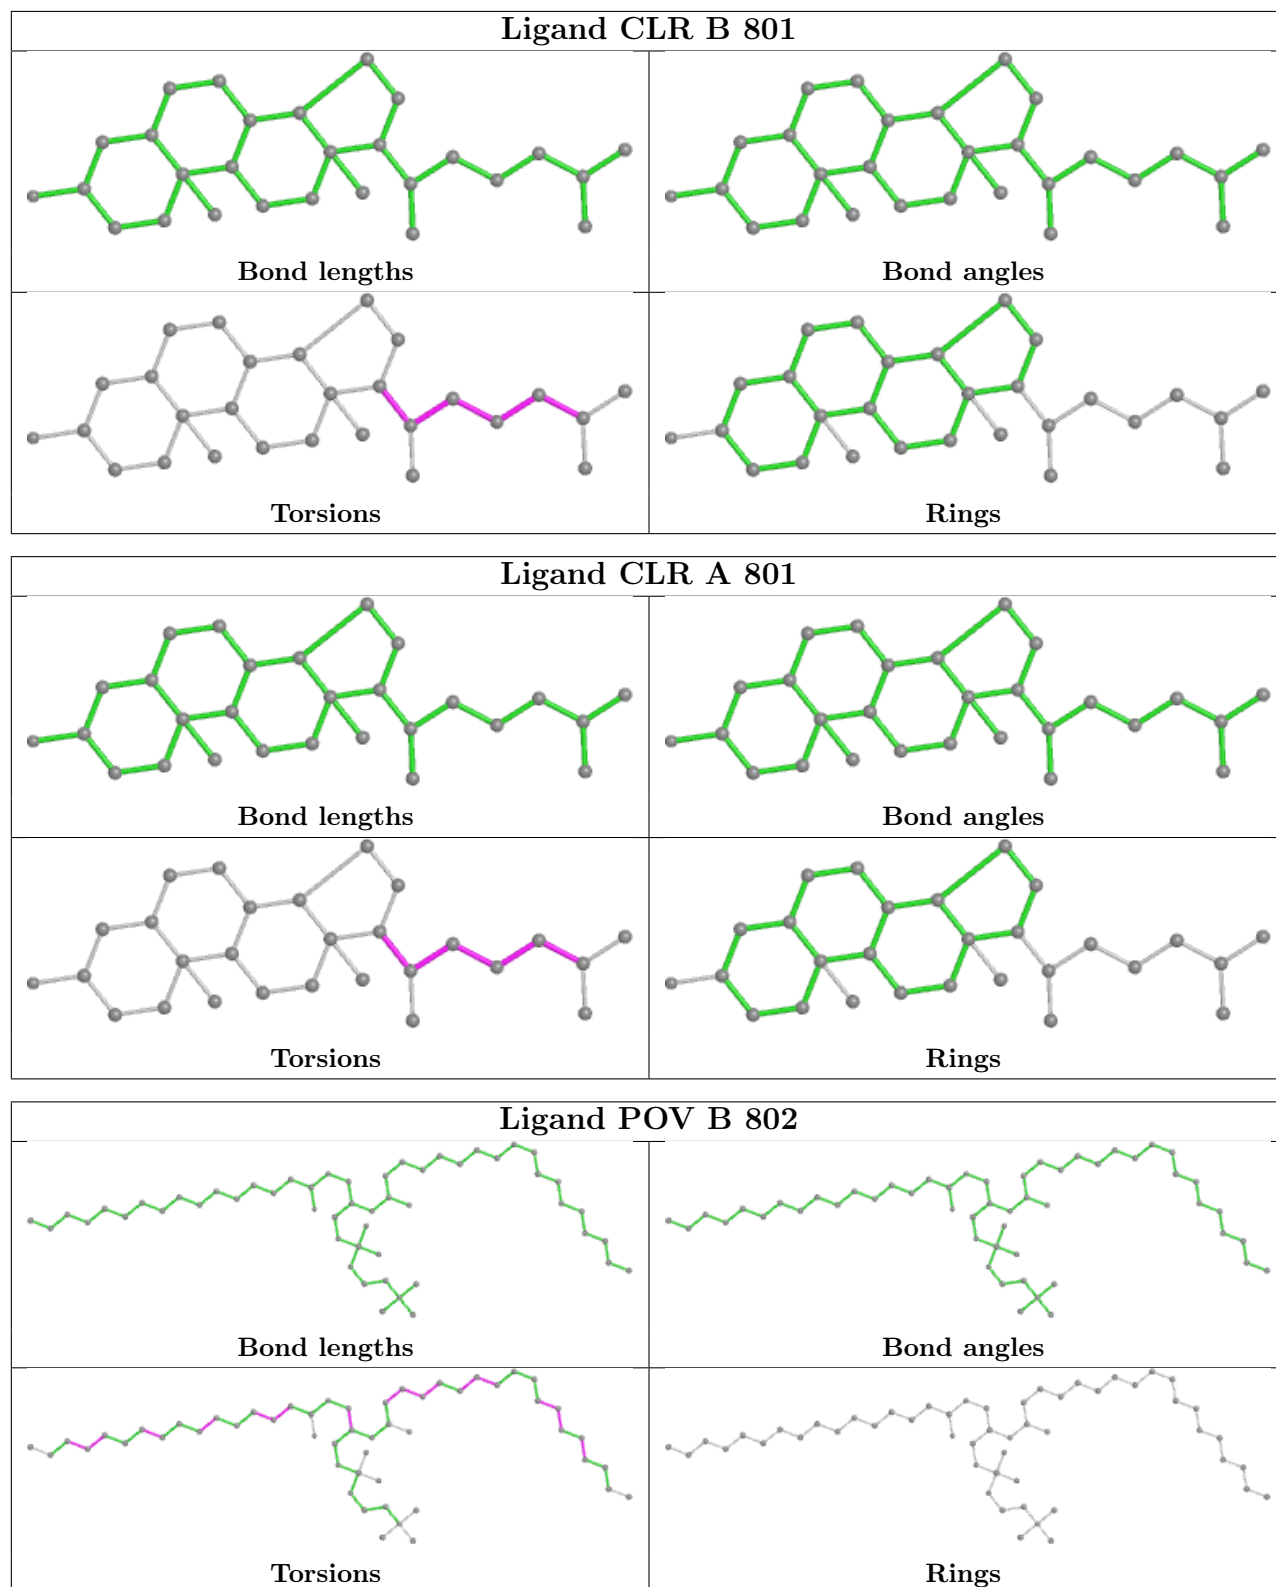 Ligand CLR B 801
Bond lengths
Bond angles
Torsions
Rings
Ligand CLR A 801
Bond lengths
Bond angles
Torsions
Rings
Ligand POV B 802
Bond lengths
Bond angles
Torsions
Rings